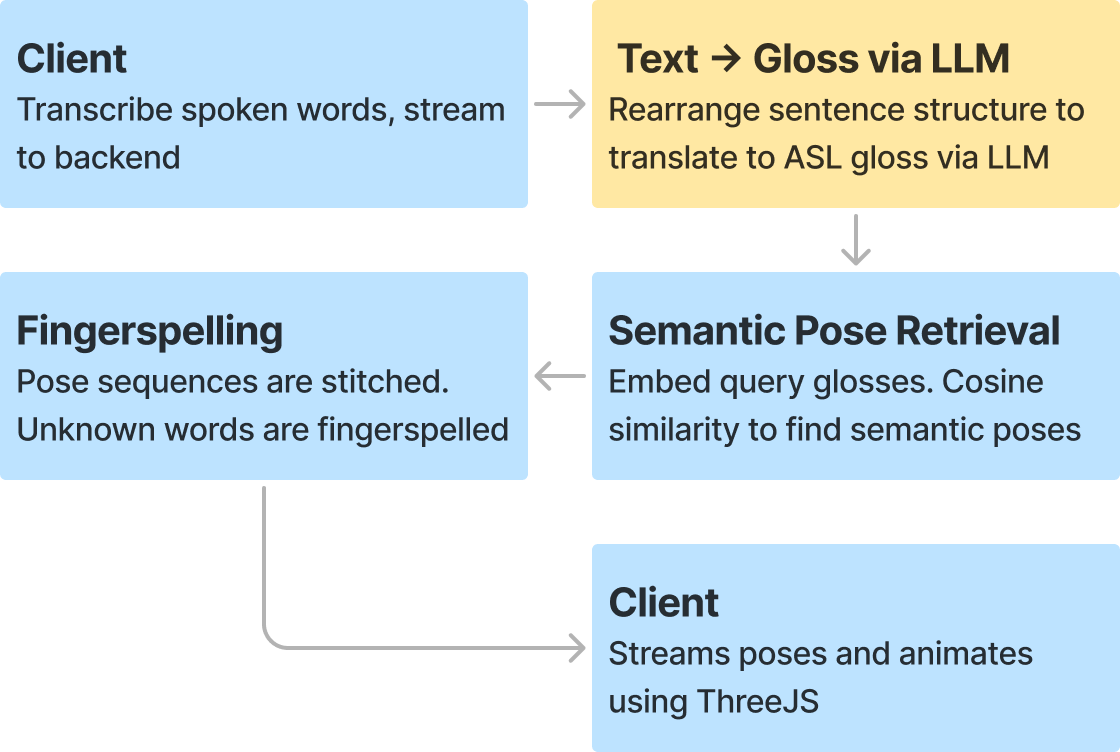 Client
Transcribe spoken words, stream
to backend
Text → Gloss via LLM
Rearrange sentence structure to
translate to ASL gloss via LLM
Fingerspelling
Pose sequences are stitched.
Unknown words are fingerspelled
Semantic Pose Retrieval
Embed query glosses. Cosine
similarity to find semantic poses
Client
Streams poses and animates
using ThreeJS